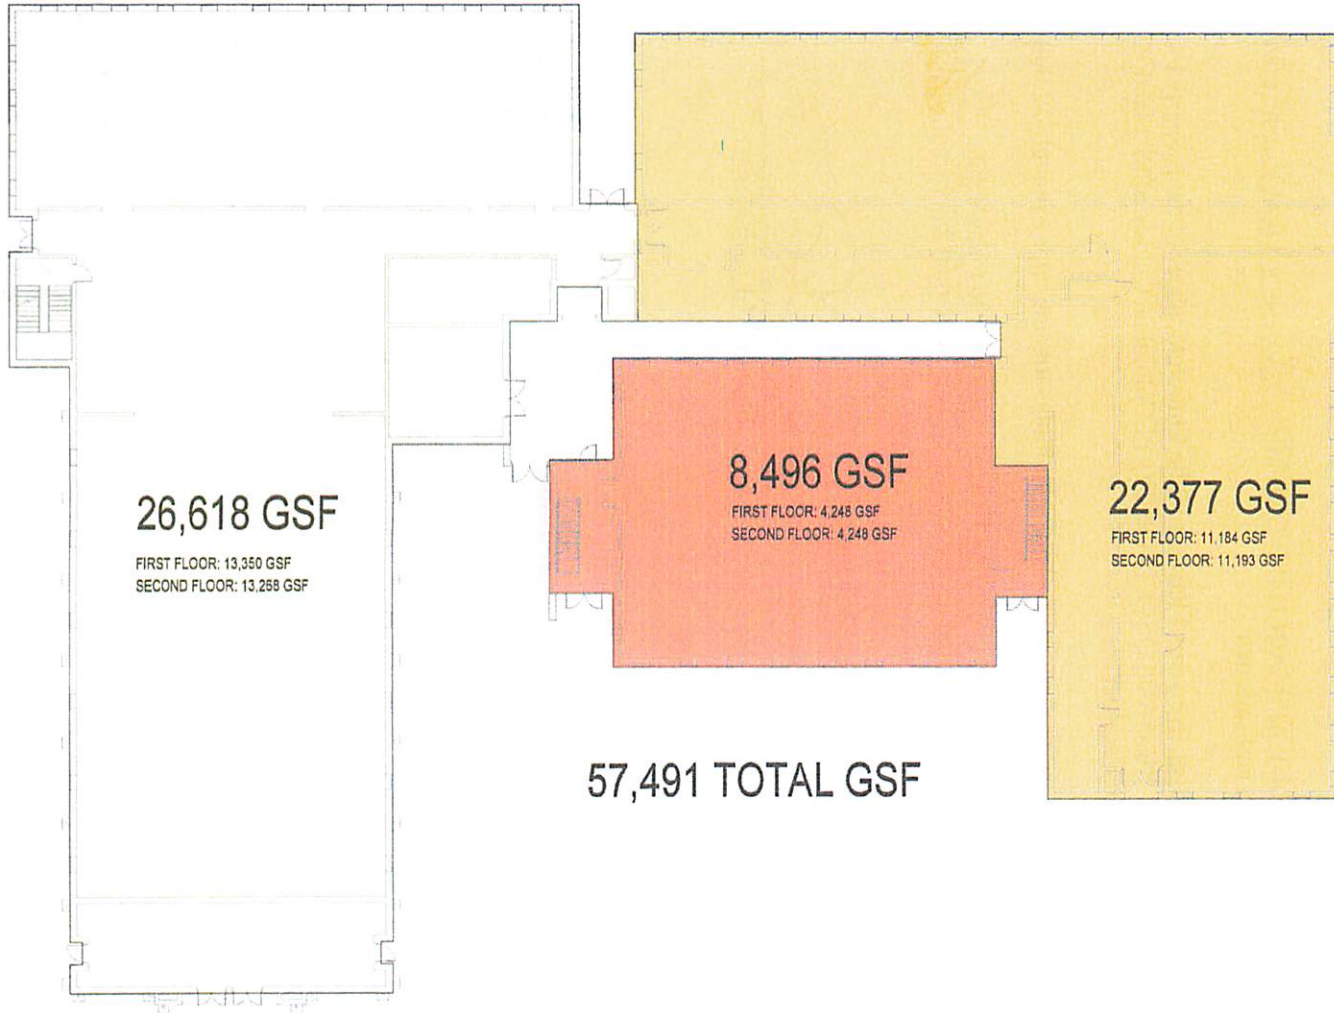 26,618 GSF
FIRST FLOOR: 13,350 GSF
SECOND FLOOR: 13,268 GSF
8,496 GSF
FIRST FLOOR: 4,248 GSF
SECOND FLOOR: 4,248 GSF
22,377 GSF
FIRST FLOOR: 11,184 GSF
SECOND FLOOR: 11,193 GSF
57,491 TOTAL GSF